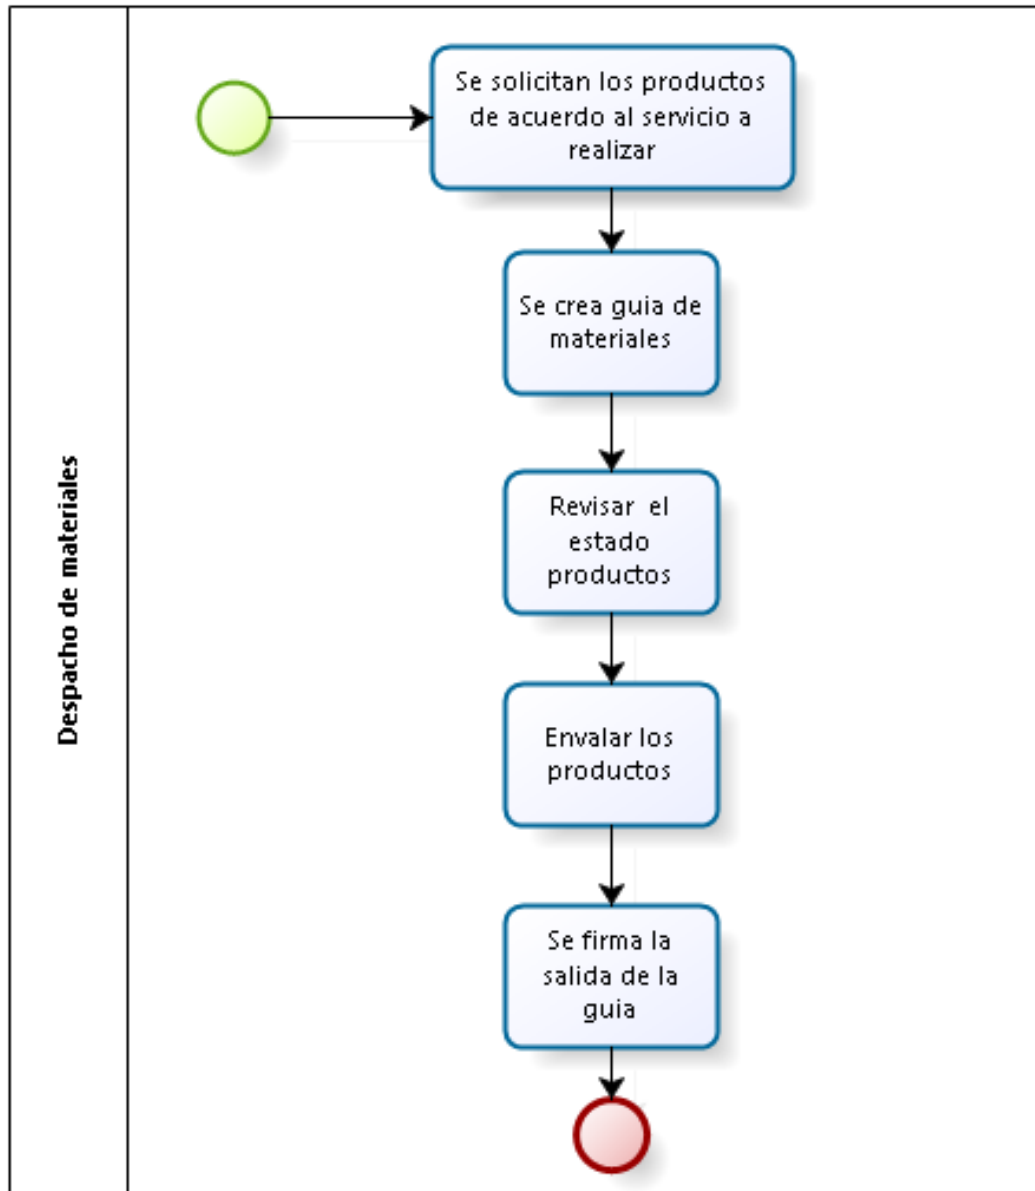 Despacho de materiales
Se solicitan los productos
de acuerdo al servicio a
realizar
Se crea guia de
materiales
Revisar  el
estado
productos
Envalar los
productos
Se firma la
salida de la
guia